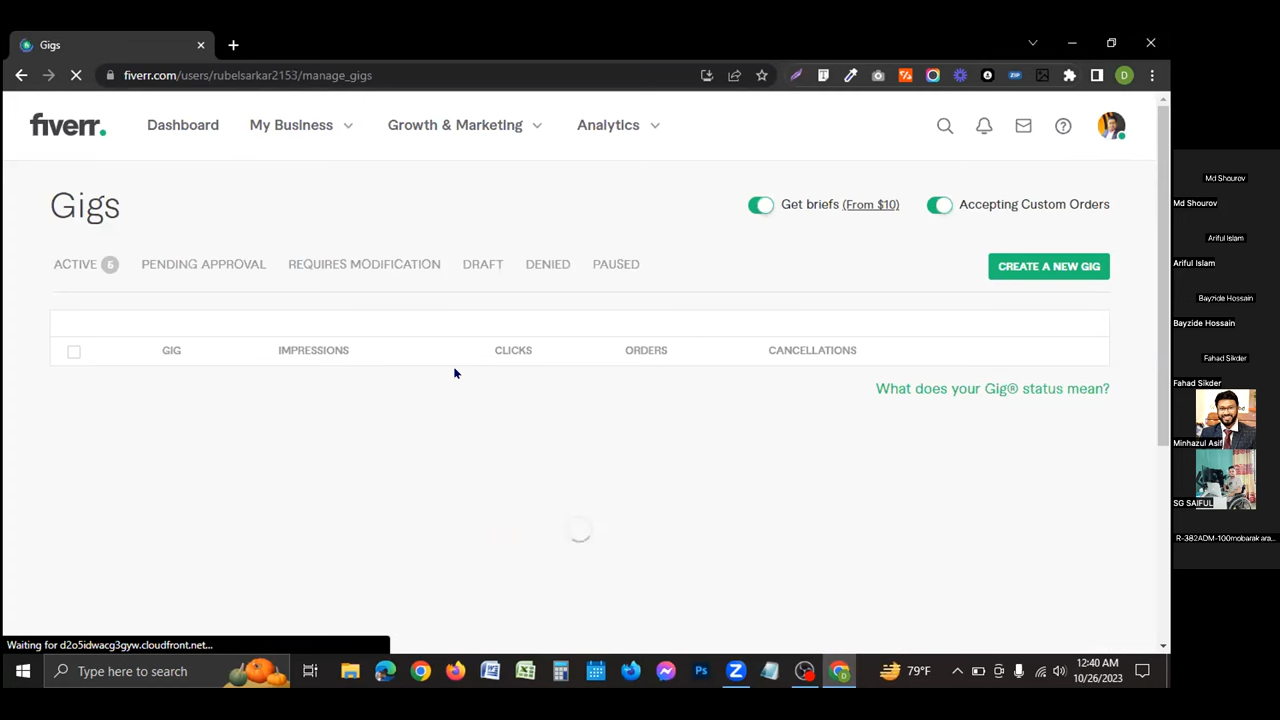 Gigs
fiverr.com/users/rubelsarkar2153/manage_gigs
D
fiverr.
Dashboard
My Business
Growth & Marketing
Analytics
Gigs
Get briefs (From $10)
Accepting Custom Orders
ACTIVE 6
PENDING APPROVAL
REQUIRES MODIFICATION
DRAFT
DENIED
PAUSED
CREATE A NEW GIG
GIG
IMPRESSIONS
CLICKS
ORDERS
CANCELLATIONS
What does your Gig® status mean?
Waiting for d2o5idwacg3gyw.cloudfront.net...
Type here to search
79°F
12:40 AM
10/26/2023
Md Shourov
Md Shourov
Ariful Islam
Ariful Islam
Bayzide Hossain
Bayzide Hossain
Fahad Sikder
Fahad Sikder
Minhazul Asif
SG SAIFUL
R-382ADM-100mobarak ara...